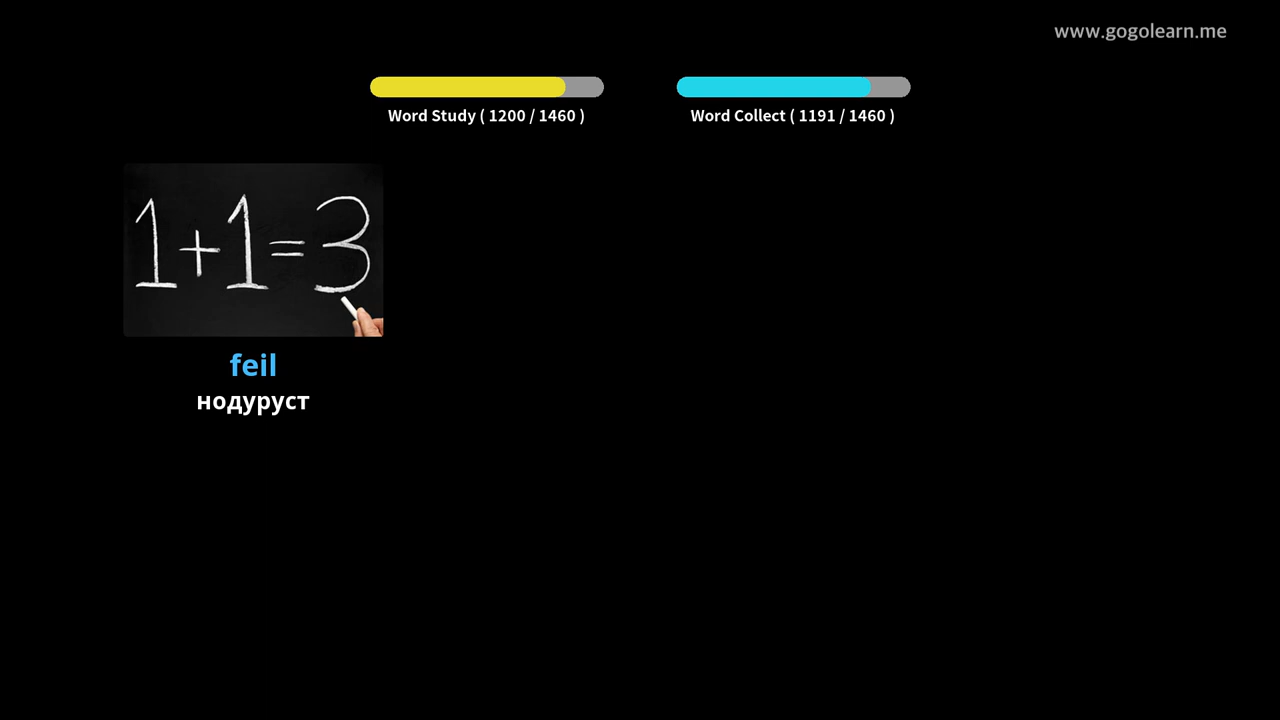 www.gogolearn.me
Word Study ( 1200 / 1460 )
Word Collect ( 1191 / 1460 )
1+1=3
feil
нодуруст